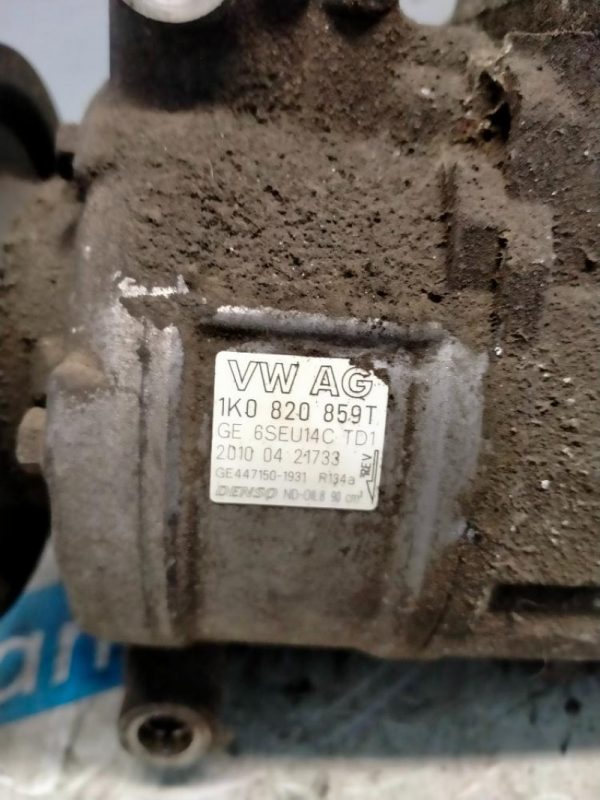 VW AG
1K0 820 859T
GE 6SEU14C TD1
2010 04 21733
GE447150-1931 R134a
DENSO ND-OIL8 90 cm³
REV